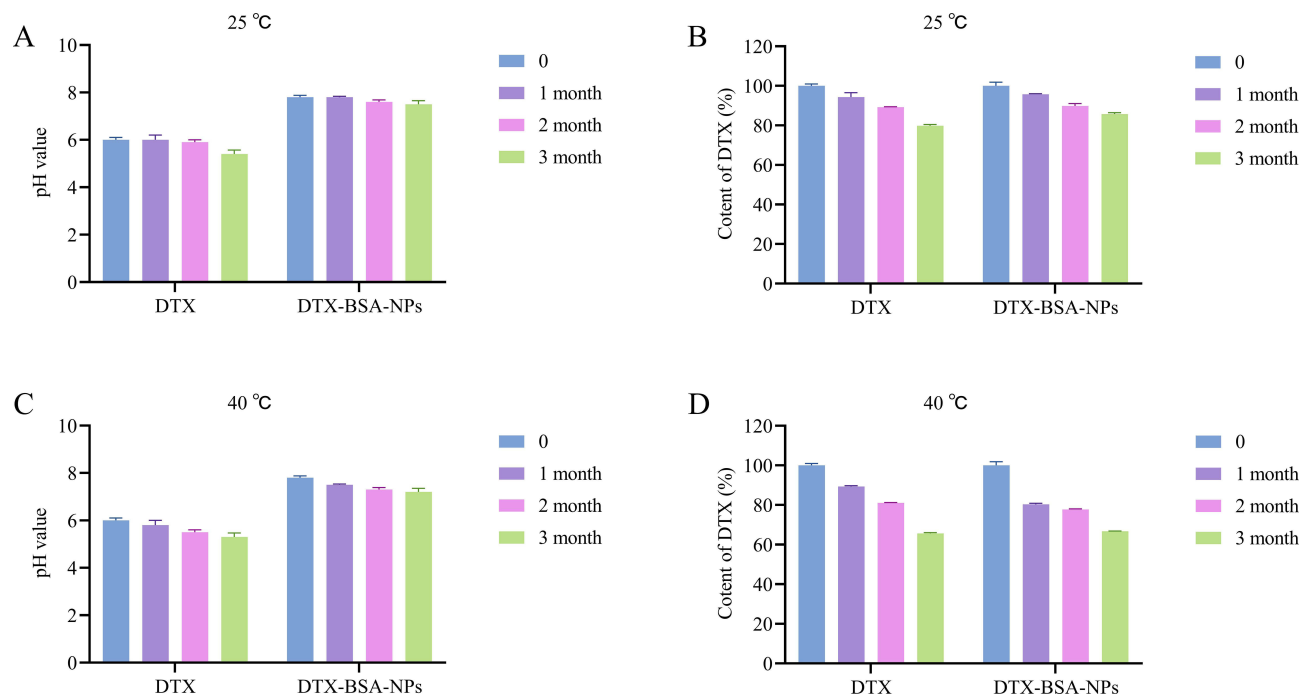 A
25 ℃
pH value
10
8
6
4
2
0
DTX
DTX-BSA-NPs
0
1 month
2 month
3 month
B
25 ℃
Cotent of DTX (%)
120
100
80
60
40
20
0
DTX
DTX-BSA-NPs
0
1 month
2 month
3 month
C
40 ℃
pH value
10
8
6
4
2
0
DTX
DTX-BSA-NPs
0
1 month
2 month
3 month
D
40 ℃
Cotent of DTX (%)
120
100
80
60
40
20
0
DTX
DTX-BSA-NPs
0
1 month
2 month
3 month